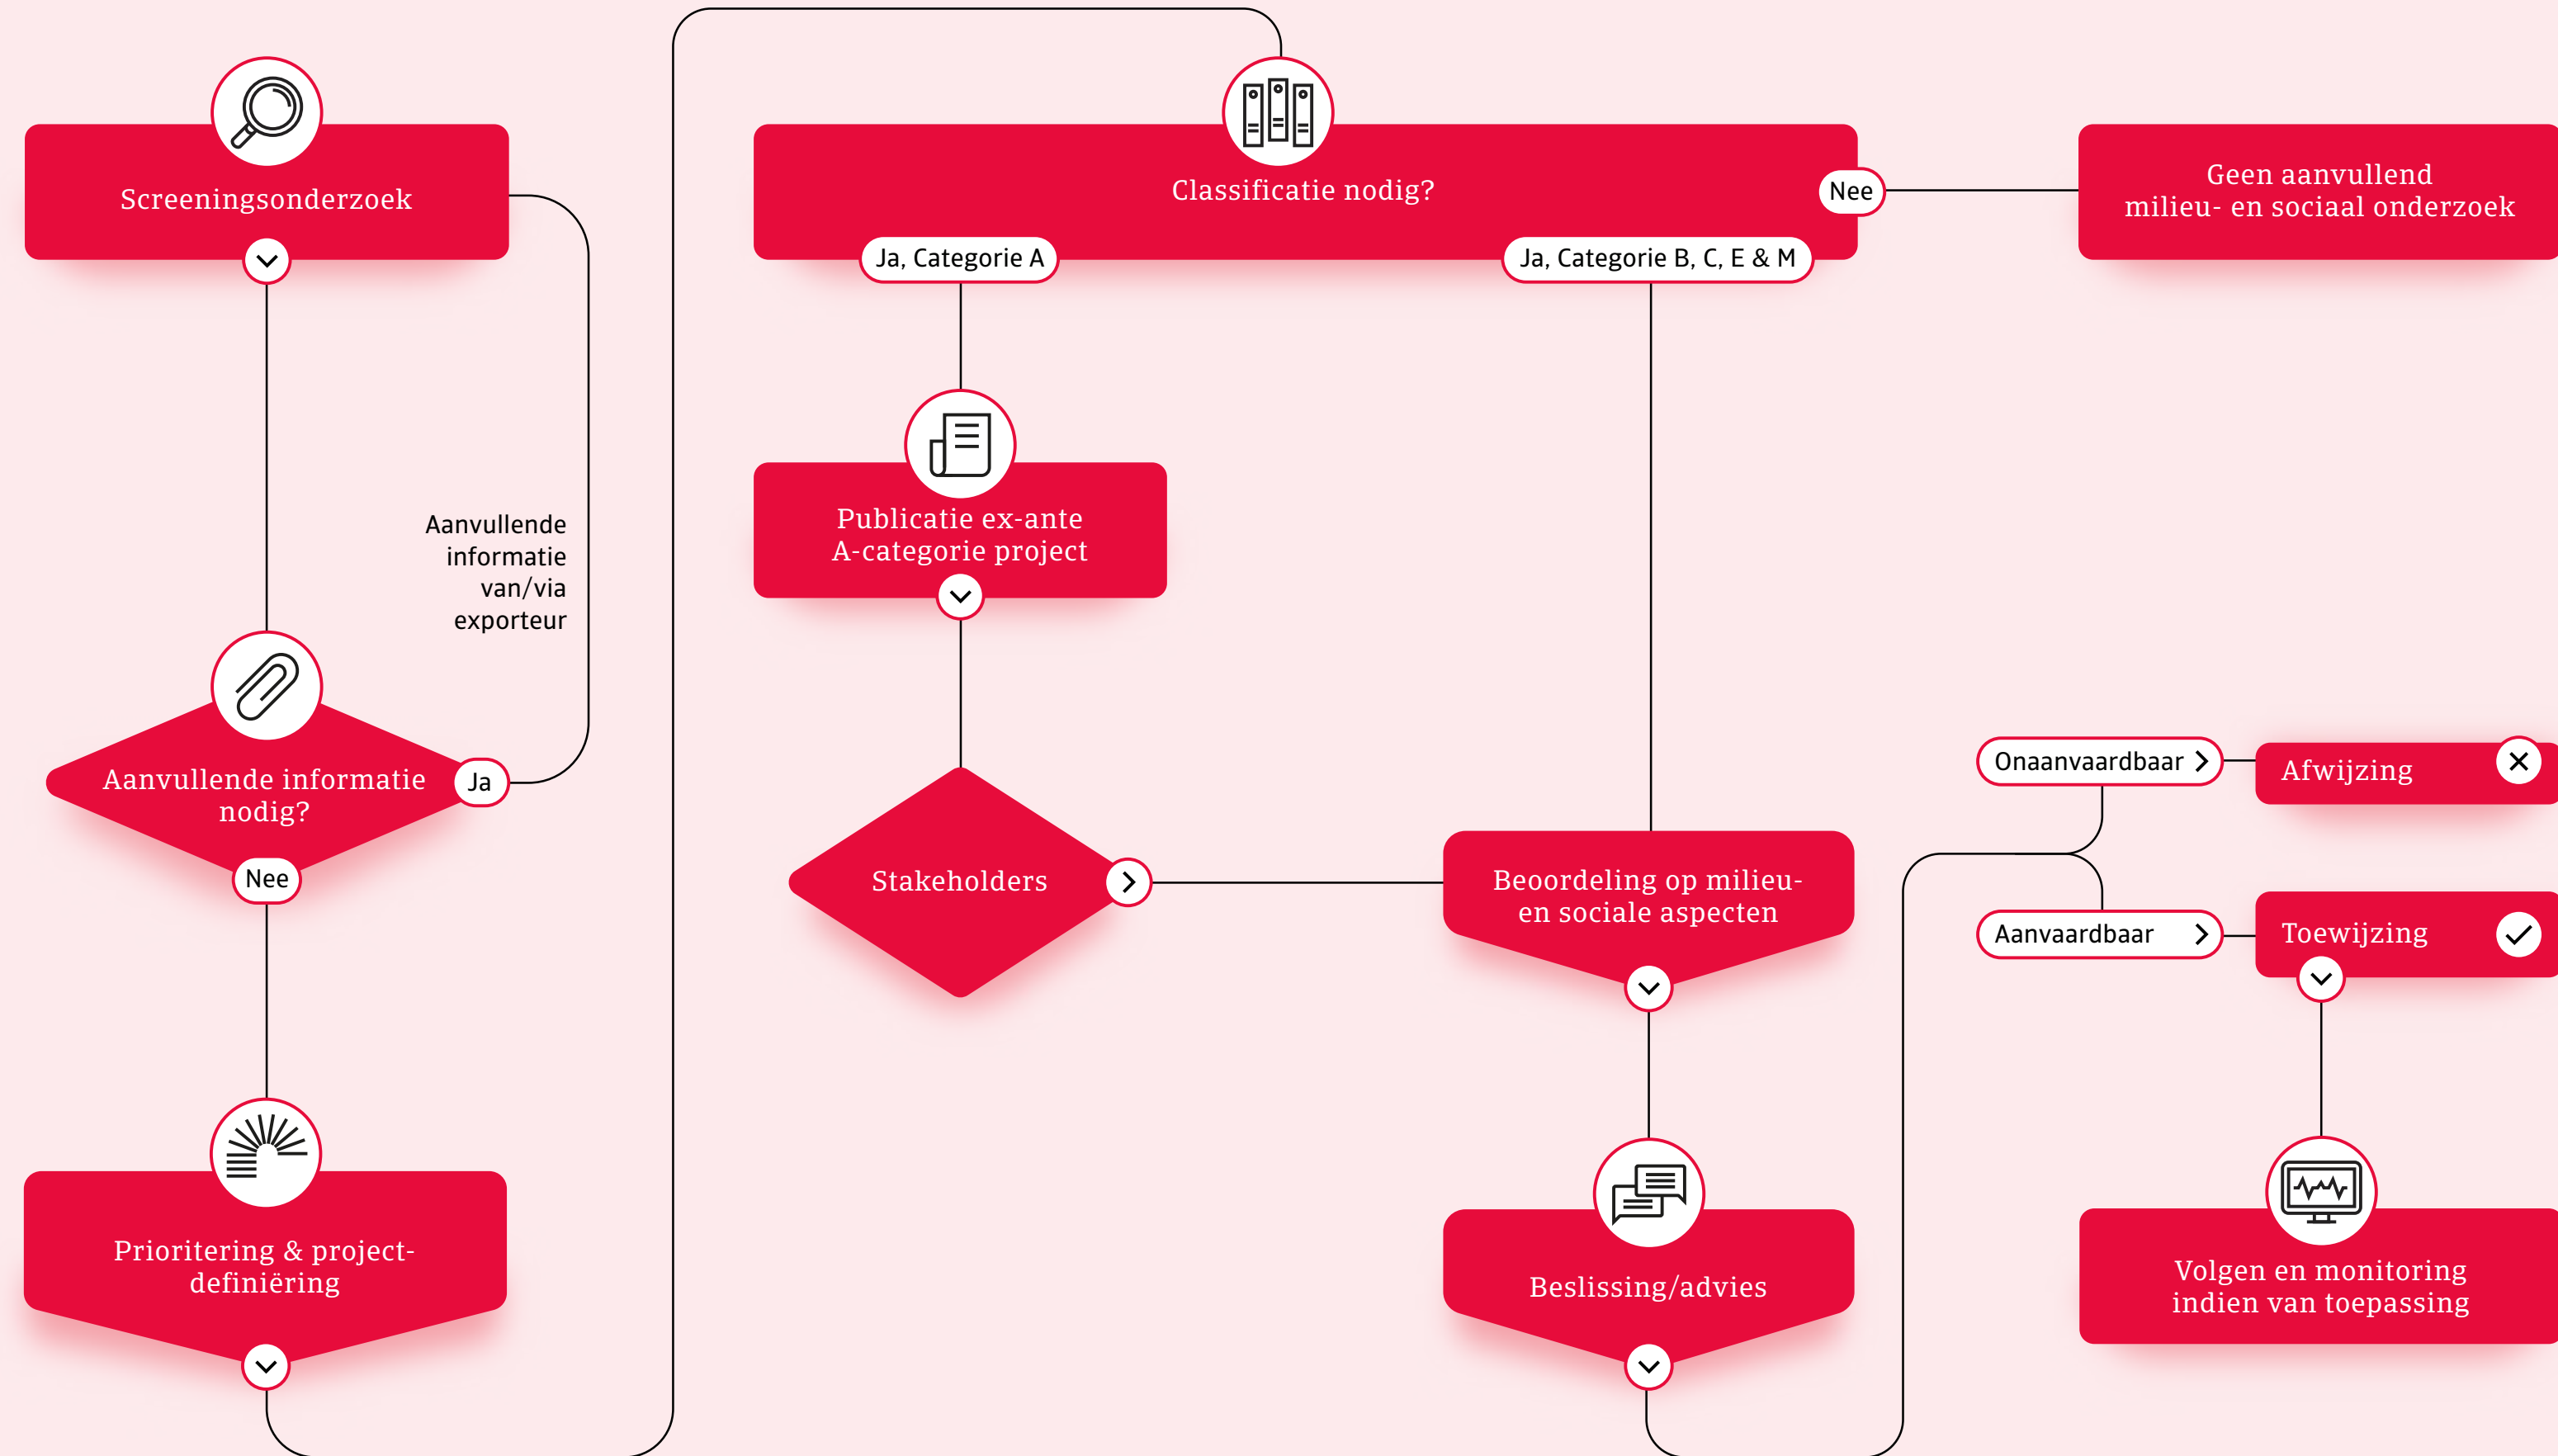 Screeningsonderzoek
Aanvullende
informatie
van/via
exporteur
Aanvullende informatie
nodig?
Ja
Nee
Prioritering & project-
definiëring
Classificatie nodig?
Nee
Geen aanvullend
milieu- en sociaal onderzoek
Ja, Categorie A
Ja, Categorie B, C, E & M
Publicatie ex-ante
A-categorie project
Stakeholders
Beoordeling op milieu-
en sociale aspecten
Beslissing/advies
Onaanvaardbaar
Afwijzing
Aanvaardbaar
Toewijzing
Volgen en monitoring
indien van toepassing